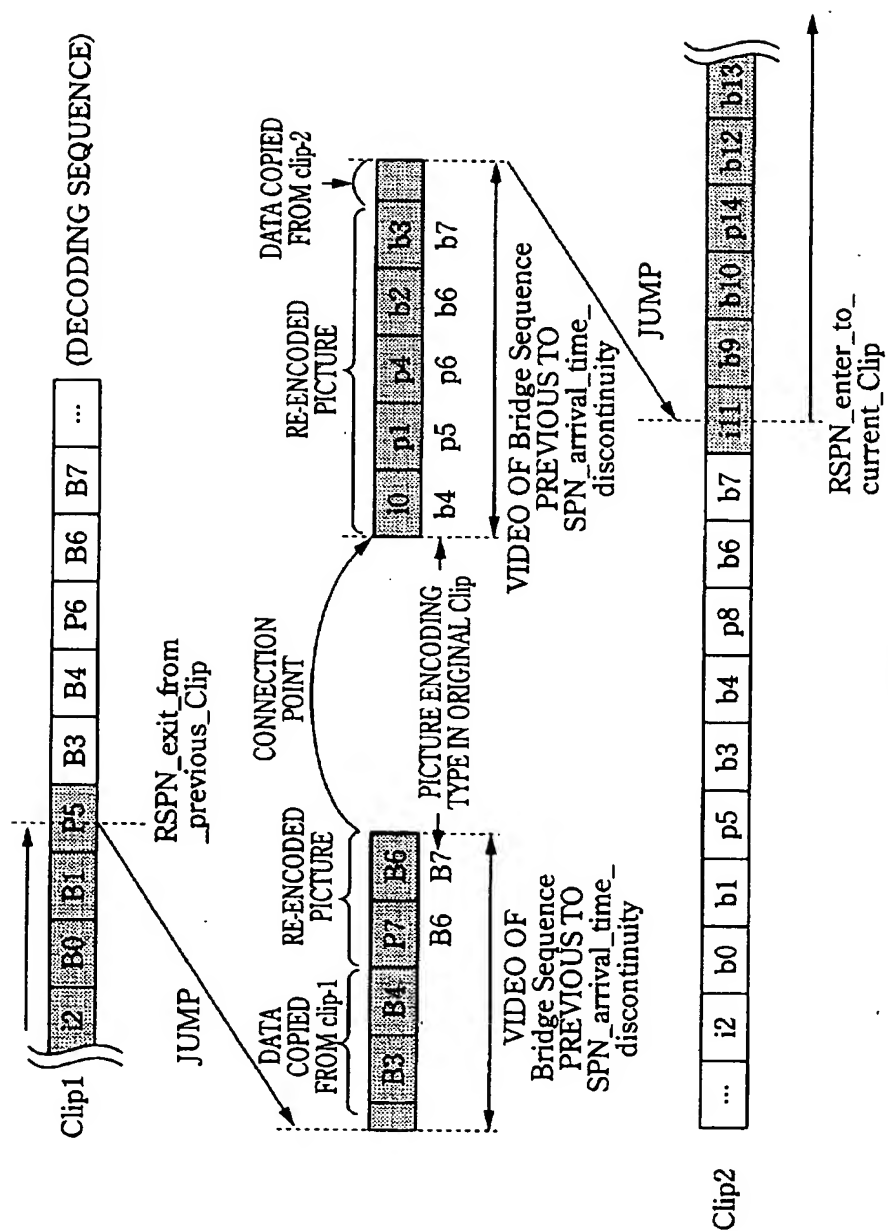 Clip1
i2 B0 B1 P5 B3 B4 P6 B6 B7 ...
(DECODING SEQUENCE)
RSPN_exit_from
_previous_Clip
JUMP
DATA
COPIED
FROM clip-1
RE-ENCODED
PICTURE
CONNECTION
POINT
RE-ENCODED
PICTURE
DATA COPIED
FROM clip-2
B3 B4 P7 B6
B6 B7
PICTURE ENCODING
TYPE IN ORIGINAL Clip
i0 p1 p4 b2 b3
b4 p5 p6 b6 b7
VIDEO OF
Bridge Sequence
PREVIOUS TO
SPN_arrival_time_
discontinuity
VIDEO OF Bridge Sequence
PREVIOUS TO
SPN_arrival_time_
discontinuity
JUMP
Clip2
... i2 b0 b1 p5 b3 b4 p8 b6 b7 i11 b9 b10 p14 b12 b13
RSPN_enter_to_
current_Clip